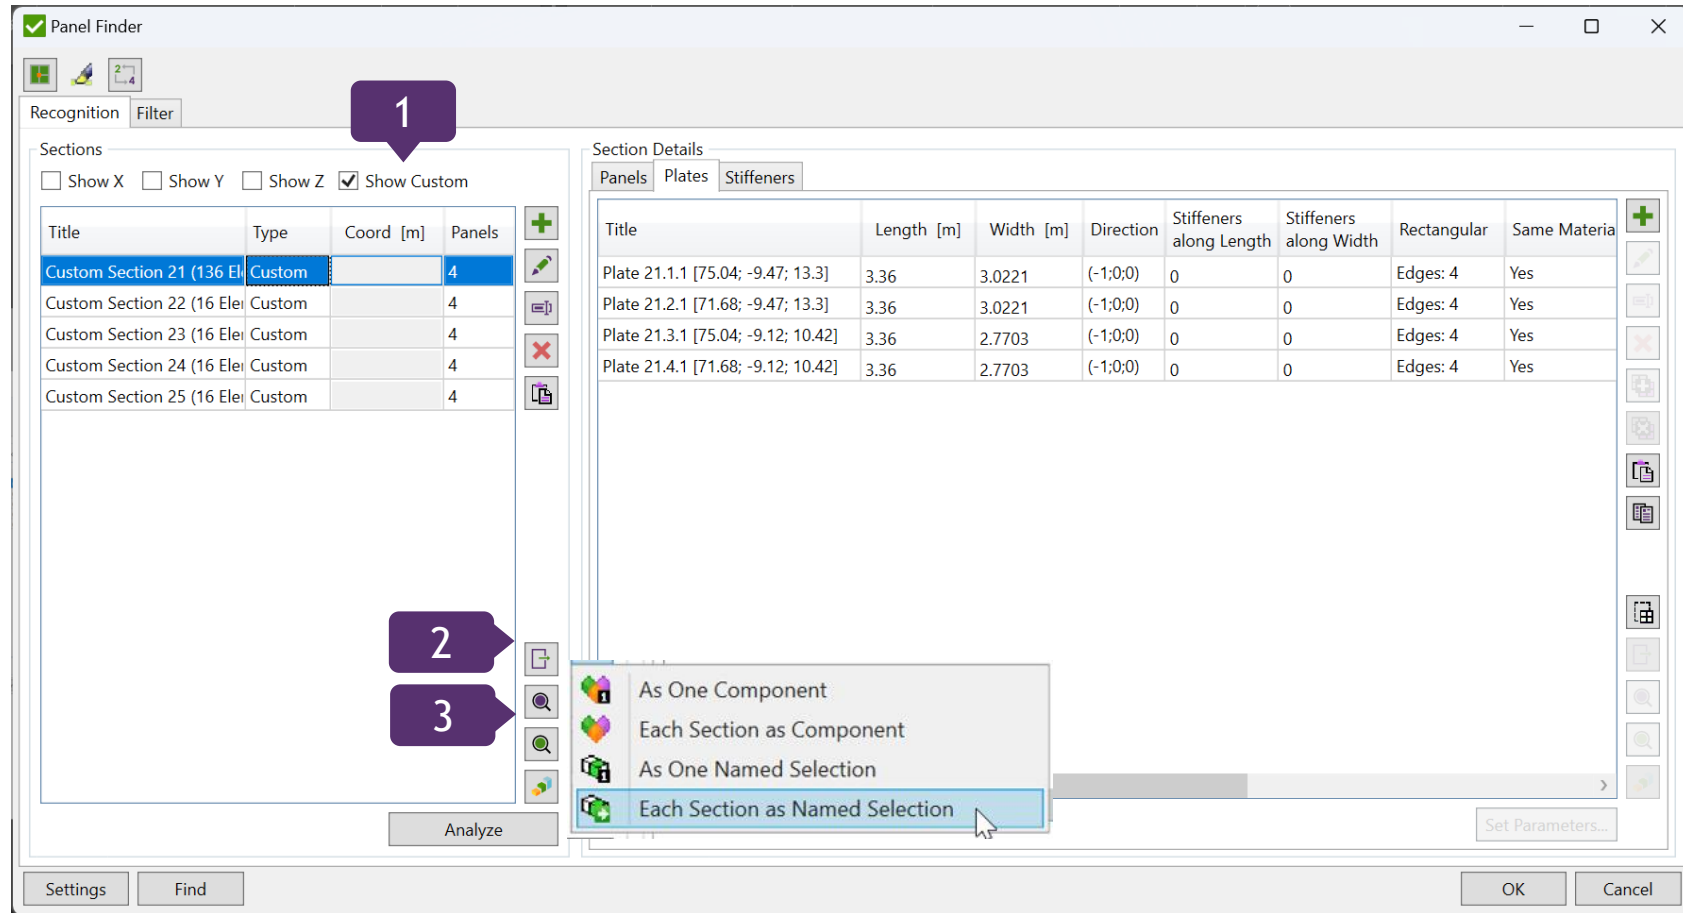 Panel Finder
Recognition Filter
1
Sections
Show X Show Y Show Z Show Custom
Title Type Coord [m] Panels
Custom Section 21 (136 El Custom 4
Custom Section 22 (16 Ele Custom 4
Custom Section 23 (16 Ele Custom 4
Custom Section 24 (16 Ele Custom 4
Custom Section 25 (16 Ele Custom 4
2
3
Analyze
Section Details
Panels Plates Stiffeners
Title Length [m] Width [m] Direction Stiffeners along Length Stiffeners along Width Rectangular Same Materia
Plate 21.1.1 [75.04; -9.47; 13.3] 3.36 3.0221 (-1;0;0) 0 0 Edges: 4 Yes
Plate 21.2.1 [71.68; -9.47; 13.3] 3.36 3.0221 (-1;0;0) 0 0 Edges: 4 Yes
Plate 21.3.1 [75.04; -9.12; 10.42] 3.36 2.7703 (-1;0;0) 0 0 Edges: 4 Yes
Plate 21.4.1 [71.68; -9.12; 10.42] 3.36 2.7703 (-1;0;0) 0 0 Edges: 4 Yes
As One Component
Each Section as Component
As One Named Selection
Each Section as Named Selection
Set Parameters...
Settings Find OK Cancel